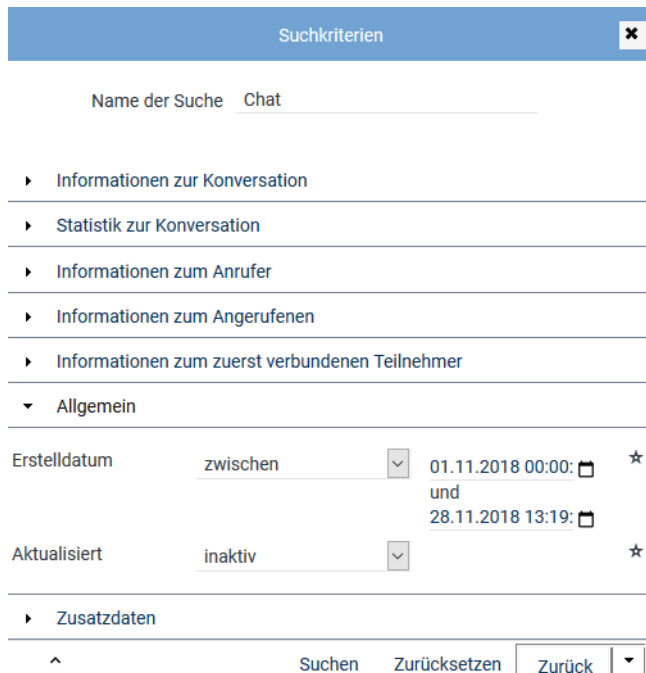 Suchkriterien
Name der Suche Chat
Informationen zur Konversation
Statistik zur Konversation
Informationen zum Anrufer
Informationen zum Angerufenen
Informationen zum zuerst verbundenen Teilnehmer
Allgemein
Erstelldatum zwischen 01.11.2018 00:00:
und
28.11.2018 13:19:
Aktualisiert inaktiv
Zusatzdaten
Suchen Zurücksetzen Zurück